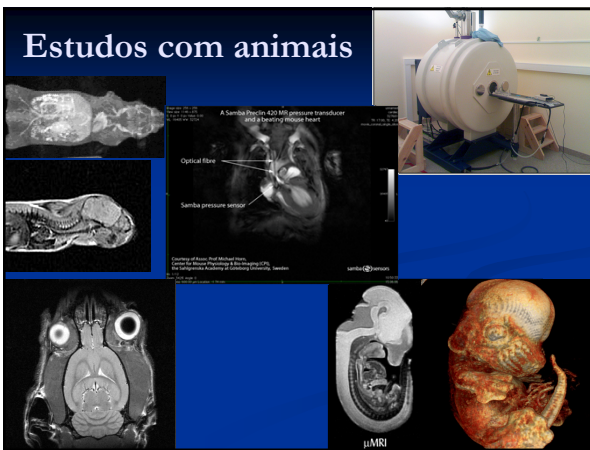 Estudos com animais
A Samba Preclin 420 MR pressure transducer
and a beating mouse heart
Optical fibre
Samba pressure sensor
Courtesy of Assoc Prof Michael Horn,
Center for Mouse Physiology & Bio-Imaging (CPI),
the Sahlgrenska Academy at Göteborg University, Sweden
samba sensors
µMRI